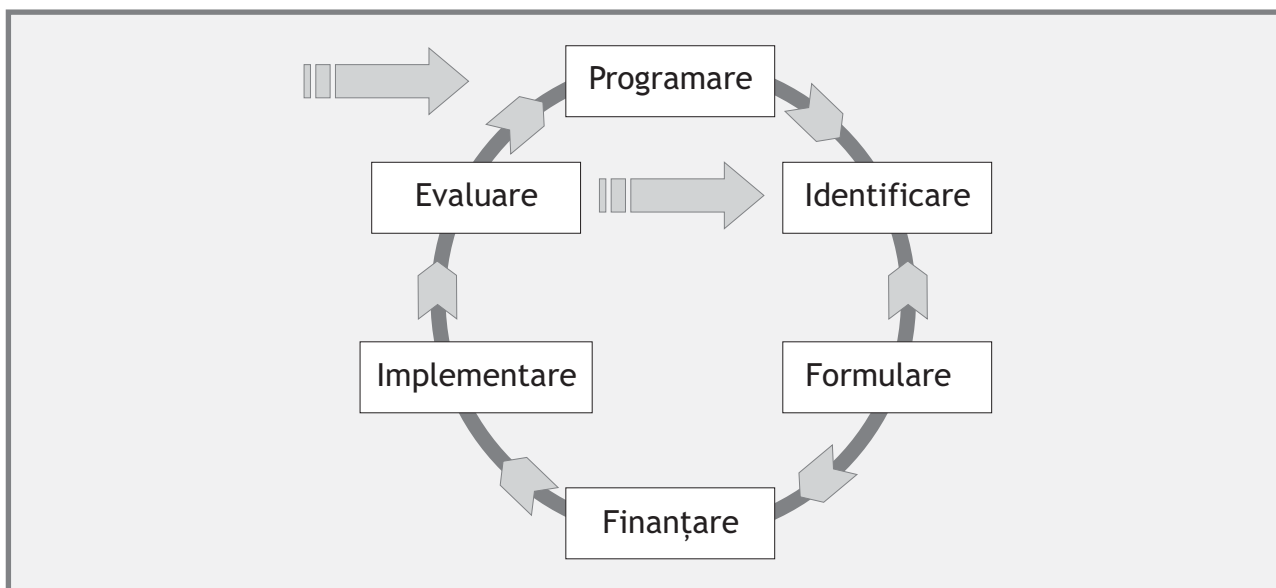 Programare
Evaluare
Identificare
Implementare
Formulare
Finanțare